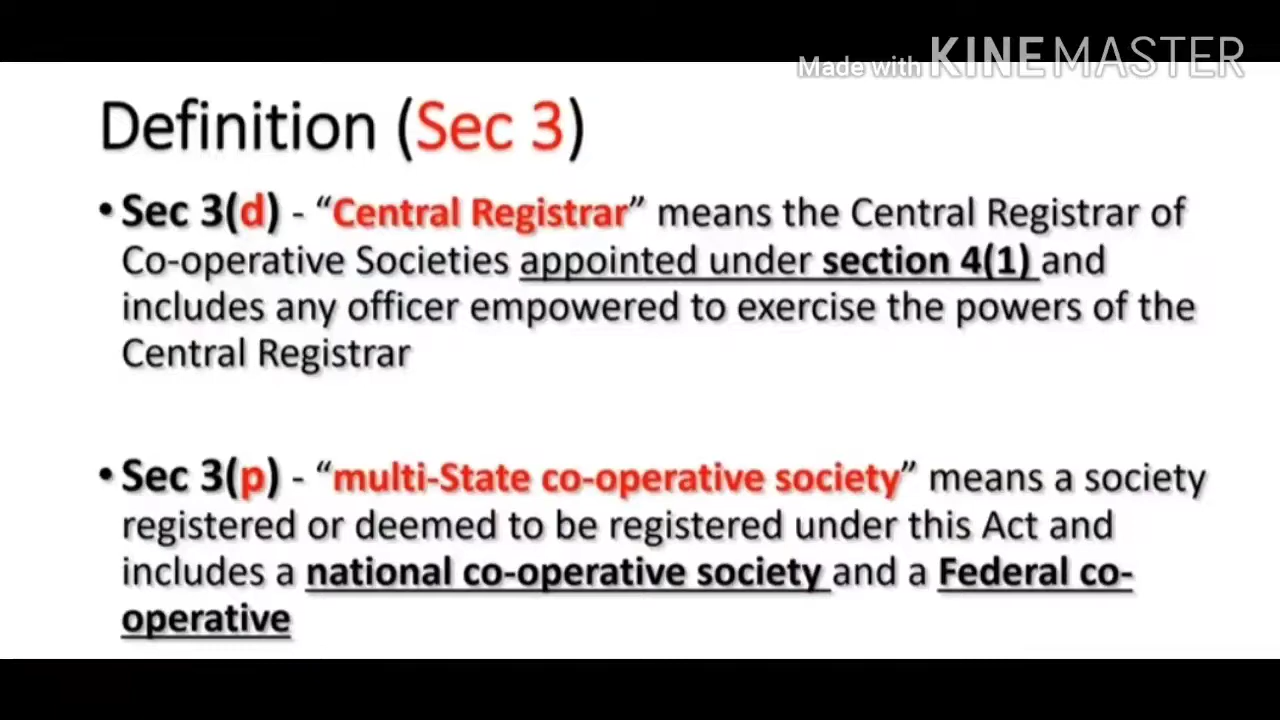 Made with KINEMASTER
Definition (Sec 3)
• Sec 3(d) - “Central Registrar” means the Central Registrar of
Co-operative Societies appointed under section 4(1) and
includes any officer empowered to exercise the powers of the
Central Registrar
• Sec 3(p) - “multi-State co-operative society” means a society
registered or deemed to be registered under this Act and
includes a national co-operative society and a Federal co-
operative